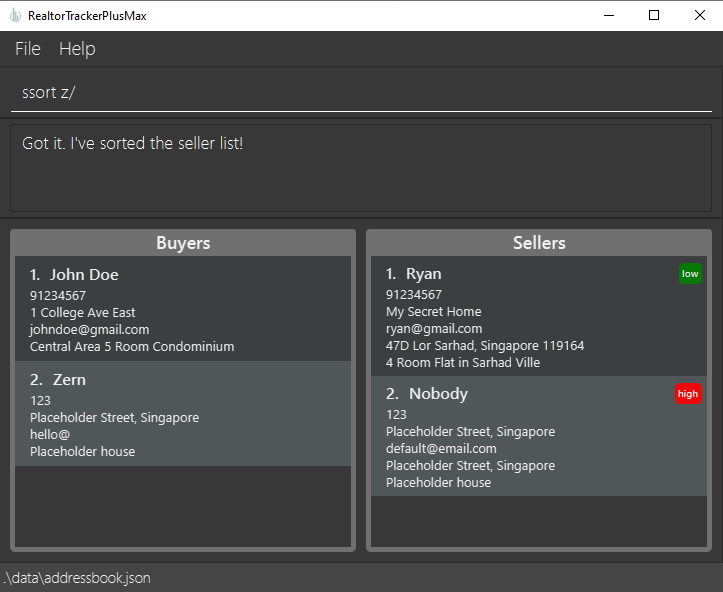 RealtorTrackerPlusMax
File Help
ssort z/
Got it. I've sorted the seller list!
Buyers
1. John Doe
91234567
1 College Ave East
johndoe@gmail.com
Central Area 5 Room Condominium
2. Zern
123
Placeholder Street, Singapore
hello@
Placeholder house
Sellers
1. Ryan
low
91234567
My Secret Home
ryan@gmail.com
47D Lor Sarhad, Singapore 119164
4 Room Flat in Sarhad Ville
2. Nobody
high
123
Placeholder Street, Singapore
default@email.com
Placeholder Street, Singapore
Placeholder house
.\data\addressbook.json